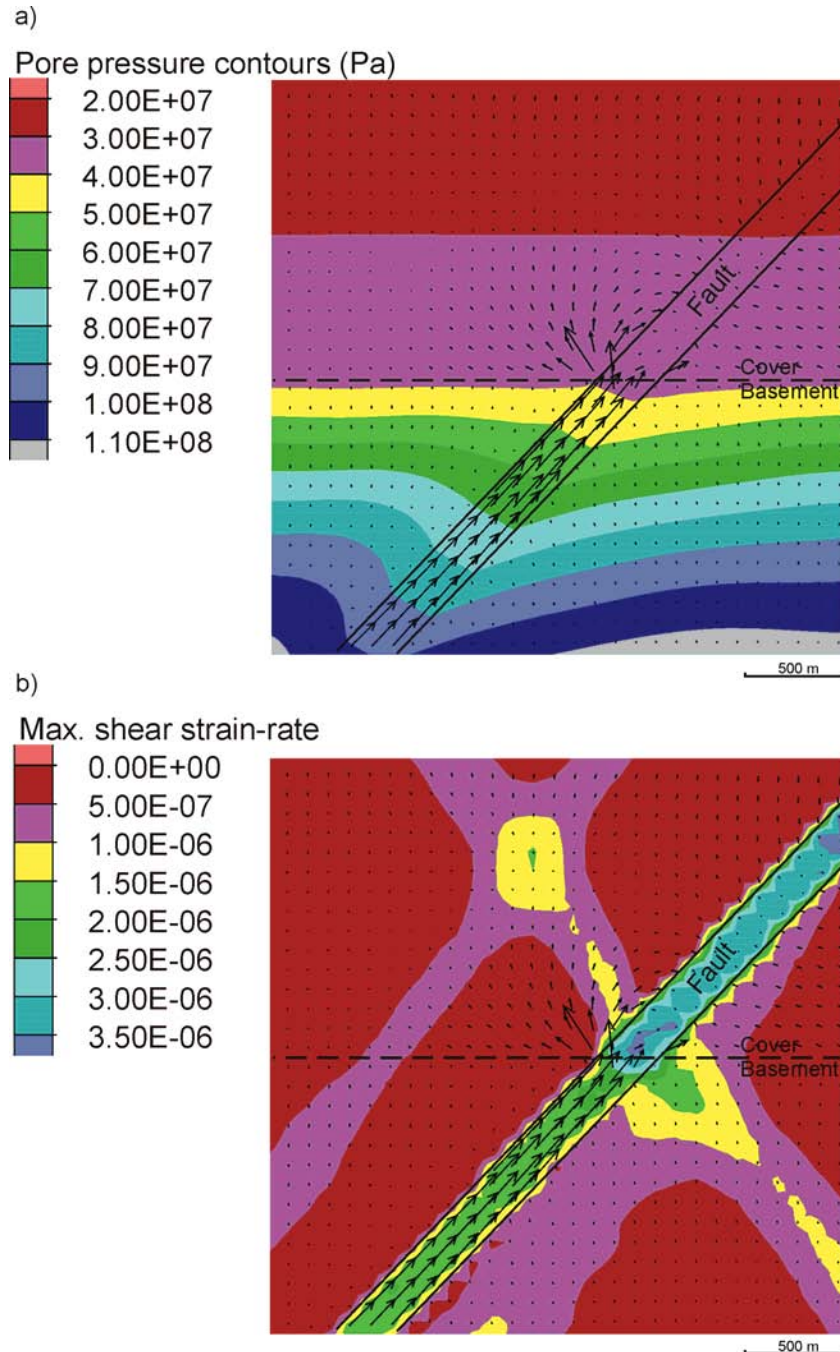 a)
Pore pressure contours (Pa)
2.00E+07
3.00E+07
4.00E+07
5.00E+07
6.00E+07
7.00E+07
8.00E+07
9.00E+07
1.00E+08
1.10E+08
Fault
Cover
Basement
500 m
b)
Max. shear strain-rate
0.00E+00
5.00E-07
1.00E-06
1.50E-06
2.00E-06
2.50E-06
3.00E-06
3.50E-06
Fault
Cover
Basement
500 m